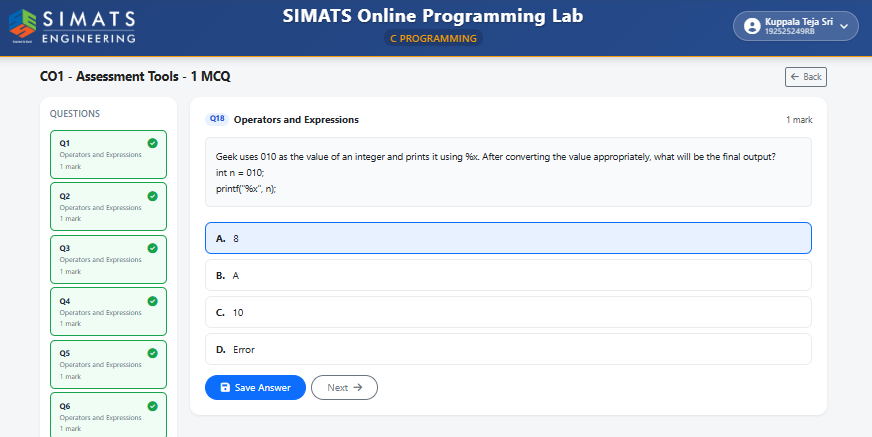 SIMATS
ENGINEERING
SIMATS Online Programming Lab
C PROGRAMMING
Kuppala Teja Sri
192525249RB
CO1 - Assessment Tools - 1 MCQ
← Back
QUESTIONS
Q1
Operators and Expressions
1 mark
Q2
Operators and Expressions
1 mark
Q3
Operators and Expressions
1 mark
Q4
Operators and Expressions
1 mark
Q5
Operators and Expressions
1 mark
Q6
Operators and Expressions
1 mark
Q18 Operators and Expressions 1 mark
Geek uses 010 as the value of an integer and prints it using %x. After converting the value appropriately, what will be the final output?
int n = 010;
printf("%x", n);
A. 8
B. A
C. 10
D. Error
Save Answer
Next →